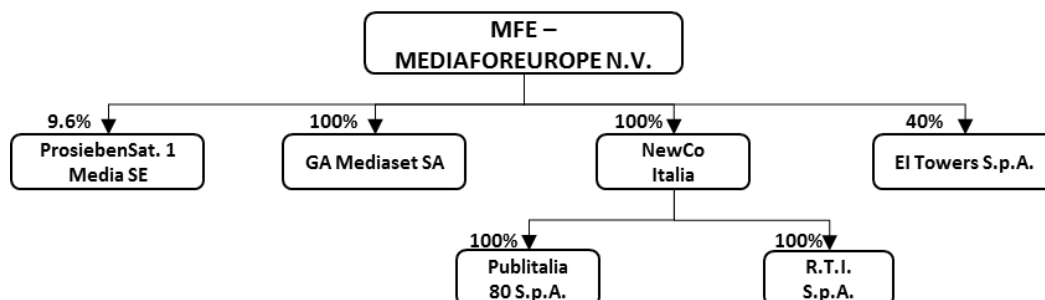 MFE –
MEDIAFOREUROPE N.V.
9.6%
100%
100%
40%
ProsiebenSat. 1
Media SE
GA Mediaset SA
NewCo
Italia
EI Towers S.p.A.
100%
100%
Publitalia
80 S.p.A.
R.T.I.
S.p.A.